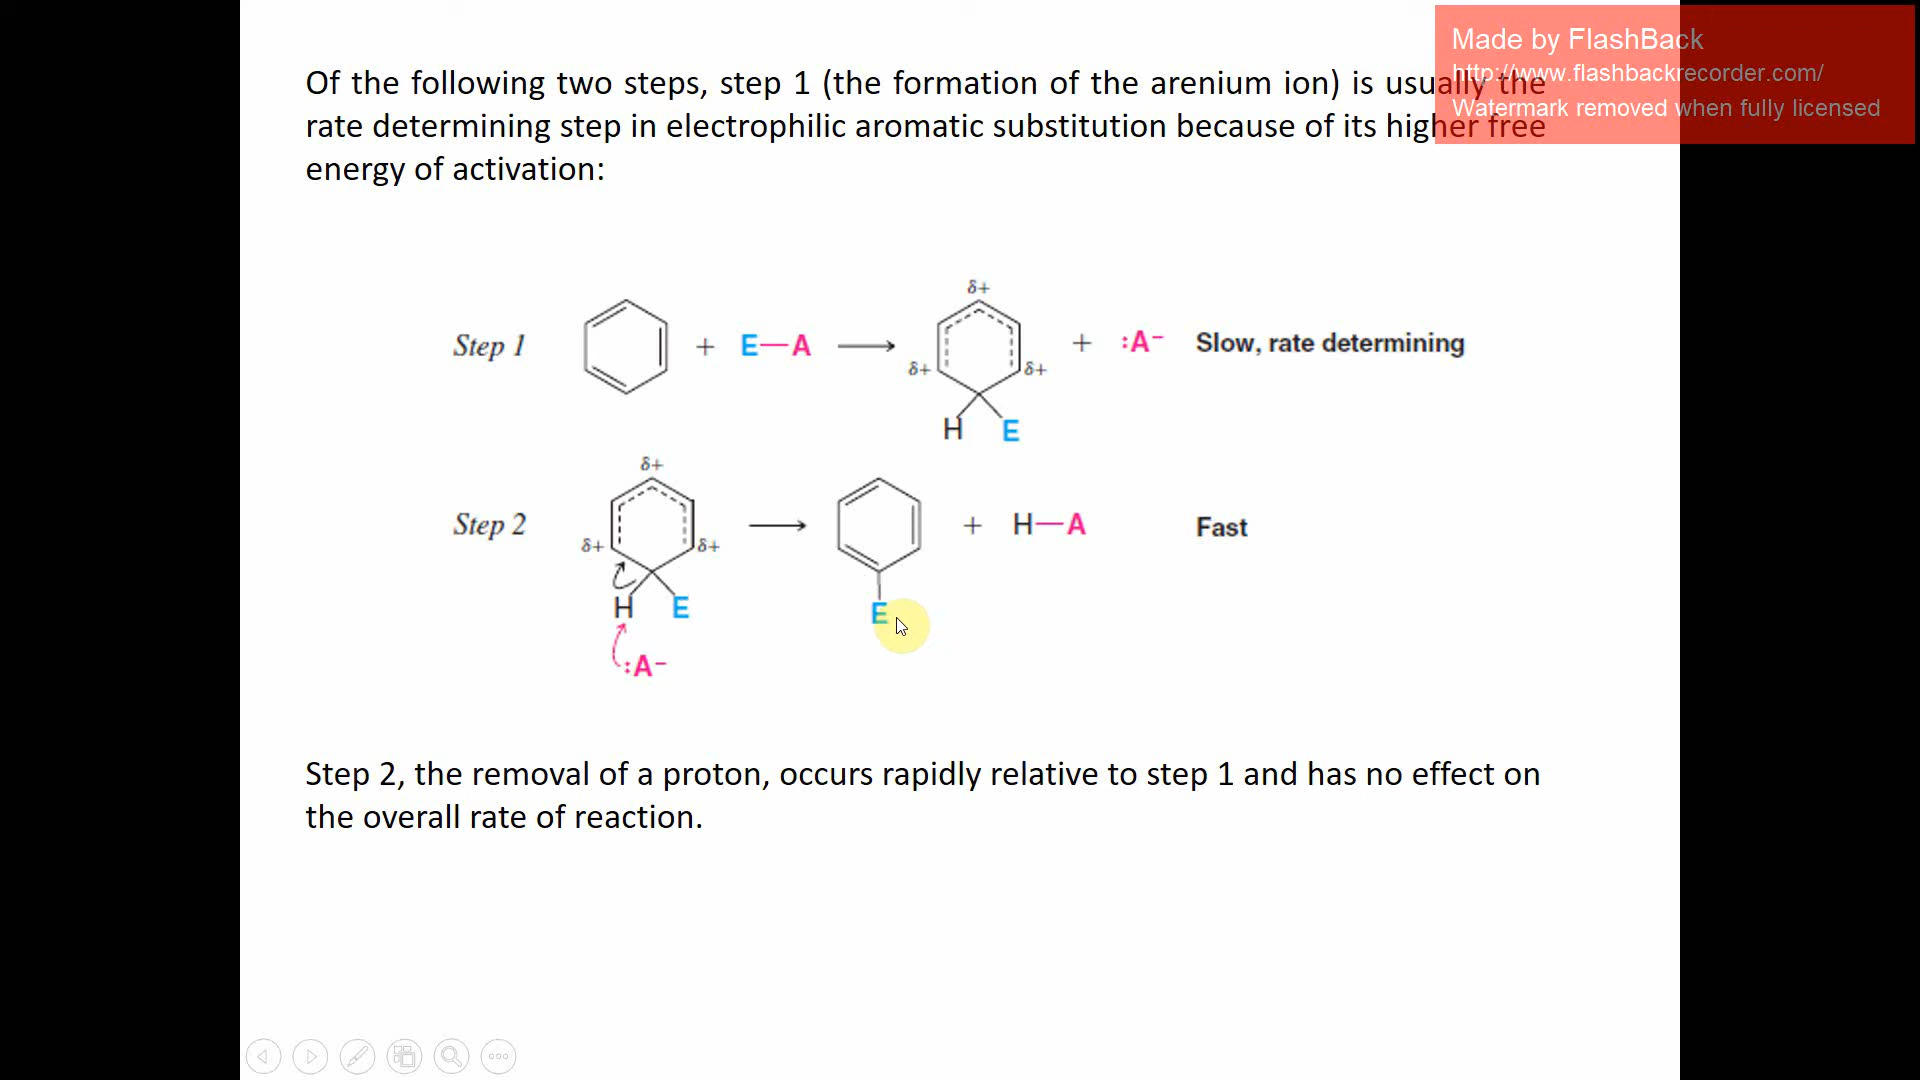 Made by FlashBack
http://www.flashbackrecorder.com/
Watermark removed when fully licensed
Of the following two steps, step 1 (the formation of the arenium ion) is usually the
rate determining step in electrophilic aromatic substitution because of its higher free
energy of activation:
δ+
Step 1 + E—A + :A− Slow, rate determining
δ+ δ+
H E
δ+
Step 2 + H—A Fast
δ+ δ+
H E
E
:A−
Step 2, the removal of a proton, occurs rapidly relative to step 1 and has no effect on
the overall rate of reaction.